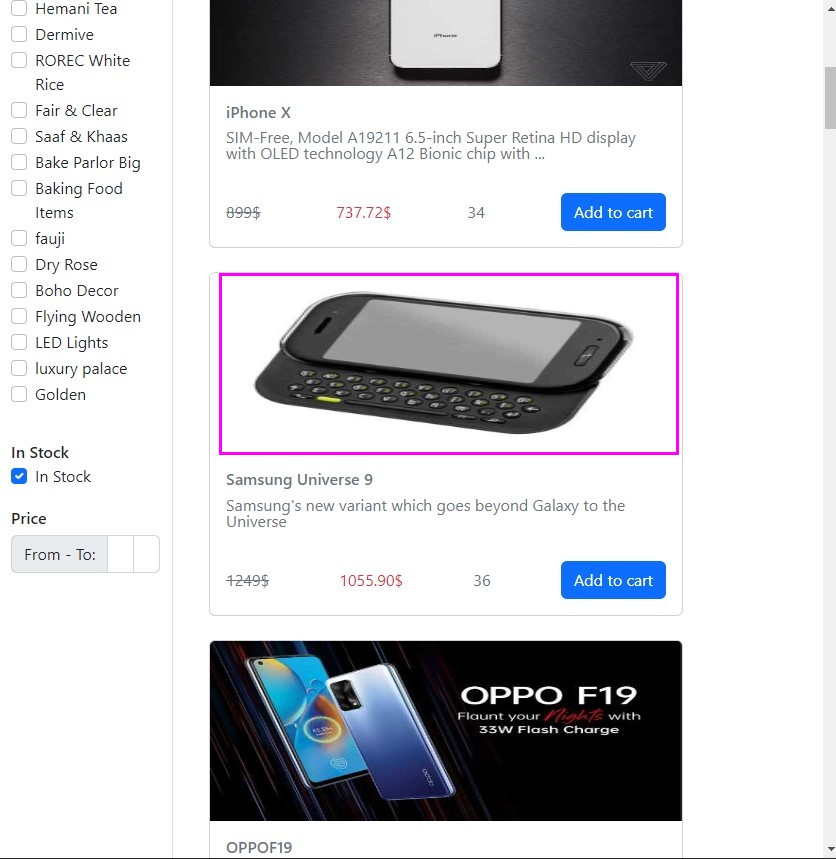 Hemani Tea
Dermive
ROREC White
Rice
Fair & Clear
Saaf & Khaas
Bake Parlor Big
Baking Food
Items
fauji
Dry Rose
Boho Decor
Flying Wooden
LED Lights
luxury palace
Golden
In Stock
In Stock
Price
From - To:
iPhone
iPhone X
SIM-Free, Model A19211 6.5-inch Super Retina HD display
with OLED technology A12 Bionic chip with ...
899$ 737.72$ 34 Add to cart
Samsung Universe 9
Samsung's new variant which goes beyond Galaxy to the
Universe
1249$ 1055.90$ 36 Add to cart
OPPO F19
Flaunt your Nights with
33W Flash Charge
oppo
OPPOF19